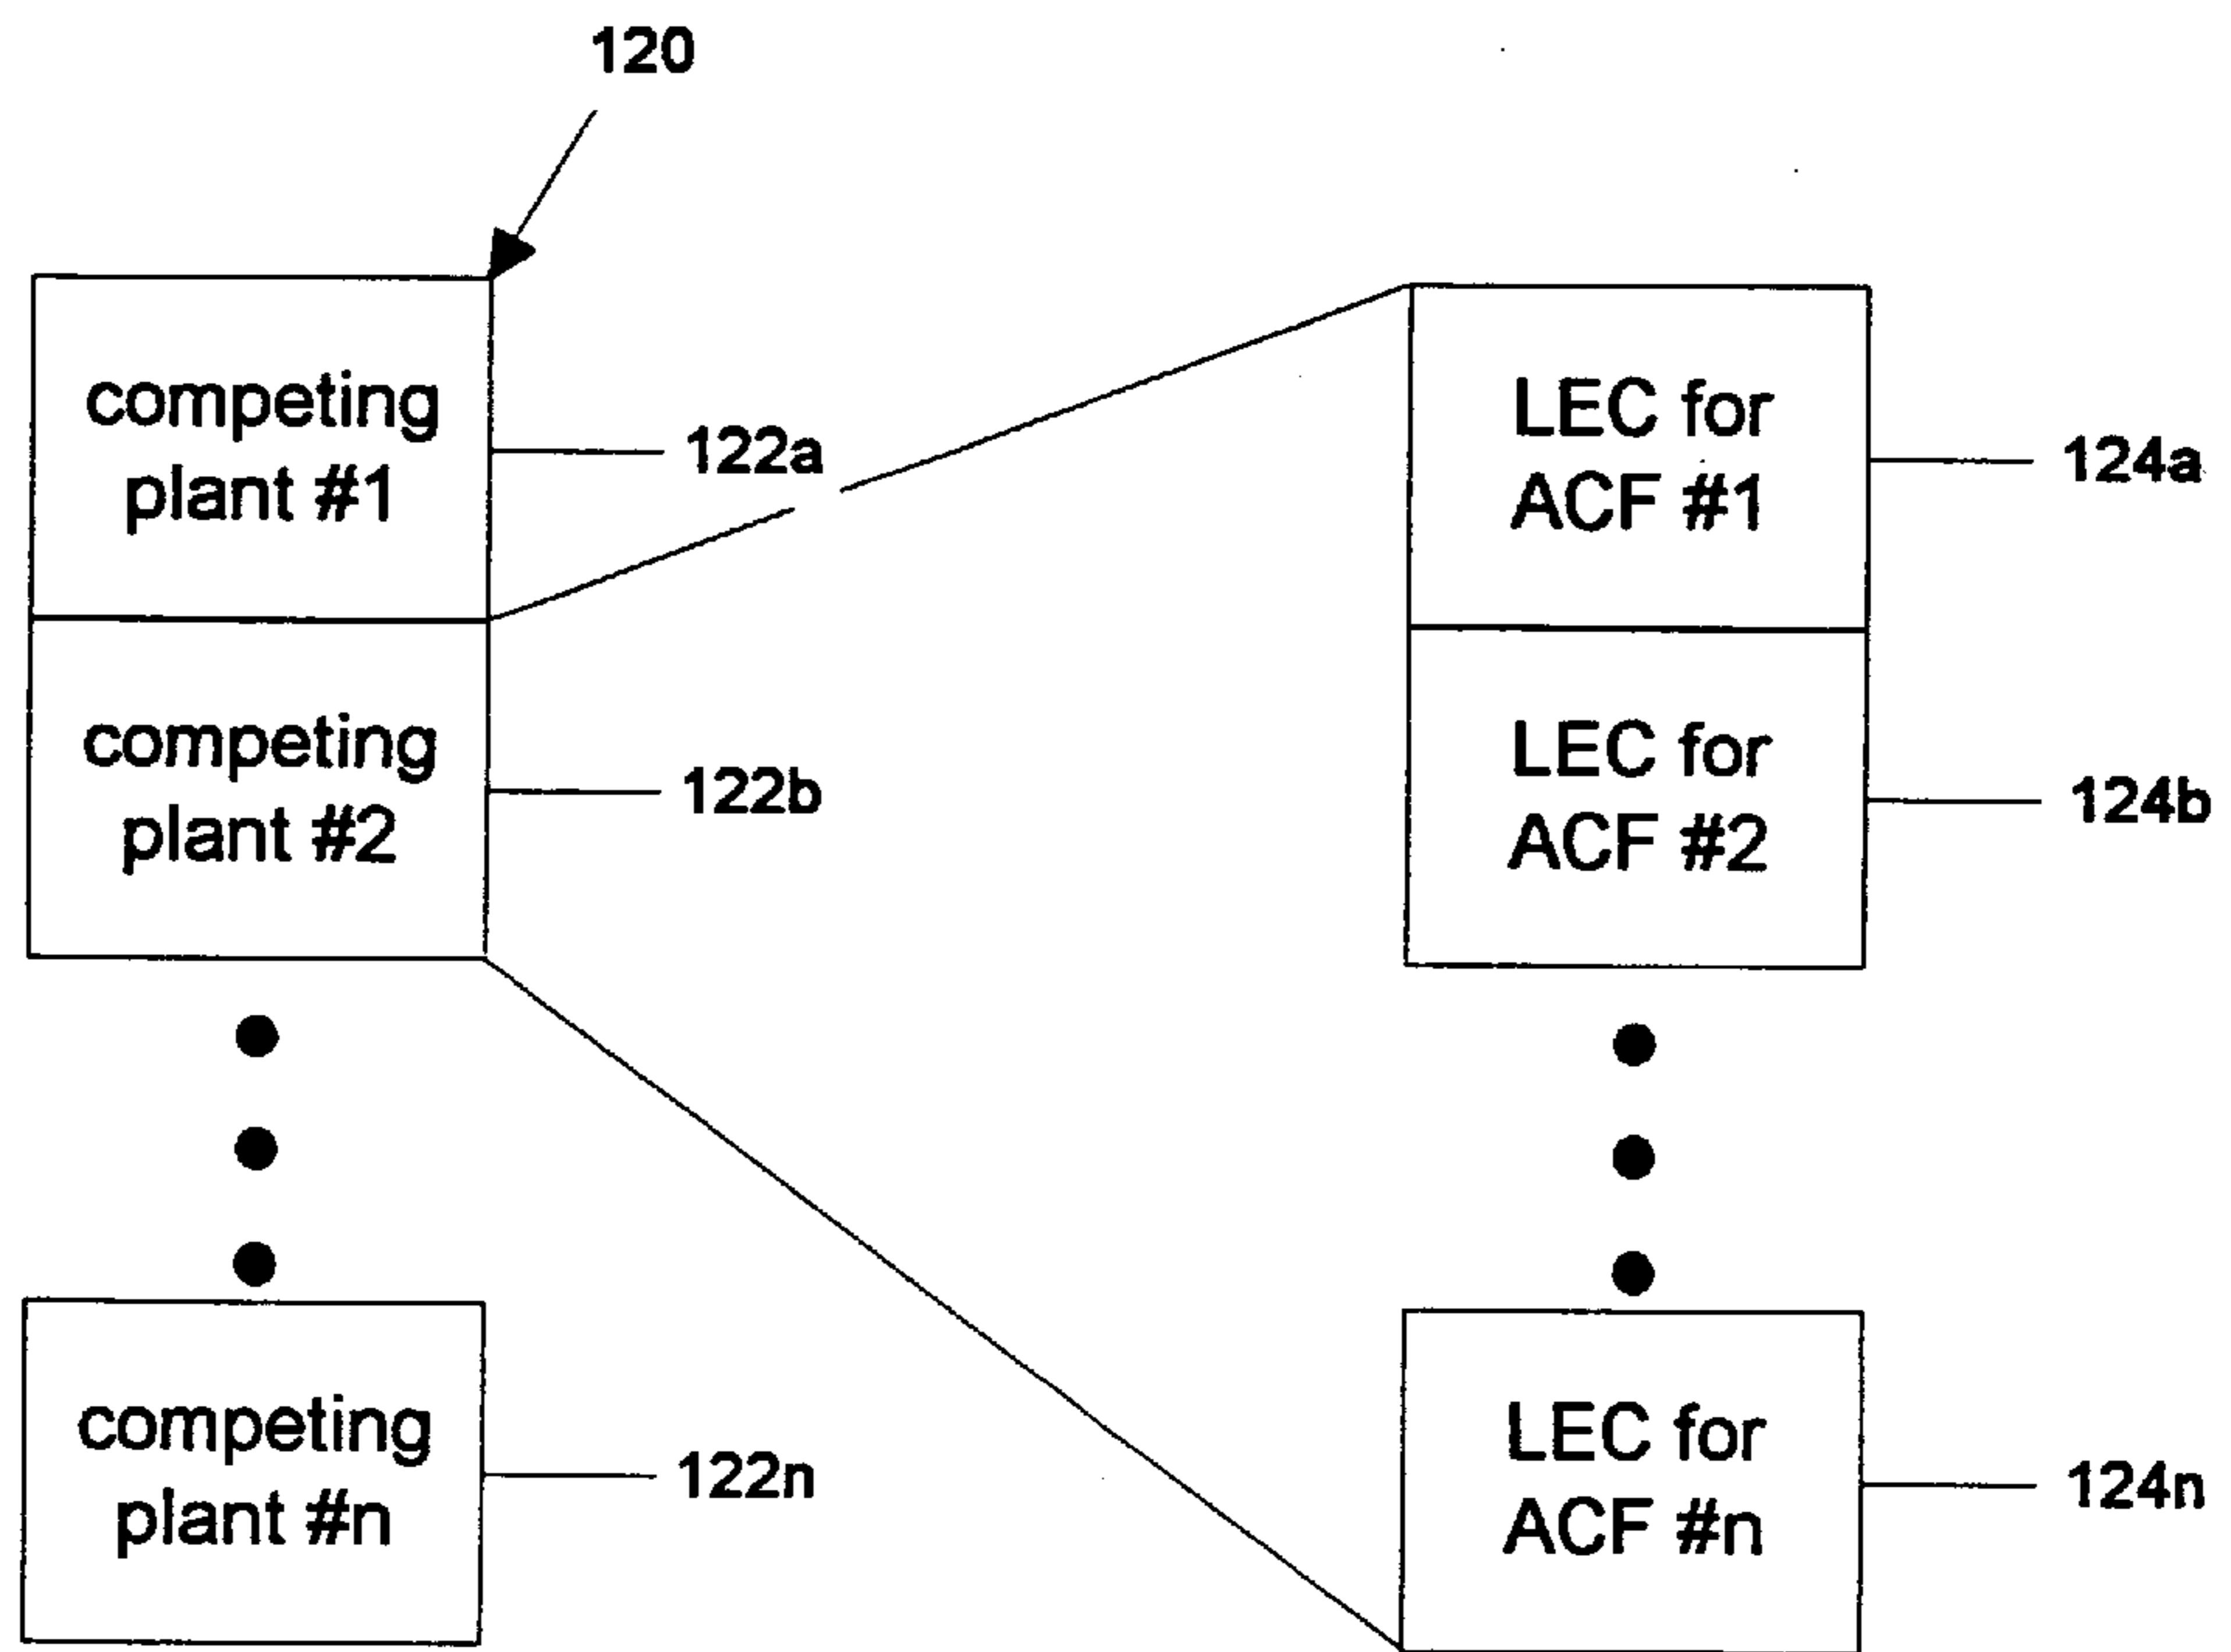 120
competing
plant #1
122a
LEC for
ACF #1
124a
competing
plant #2
122b
LEC for
ACF #2
124b
competing
plant #n
122n
LEC for
ACF #n
124n